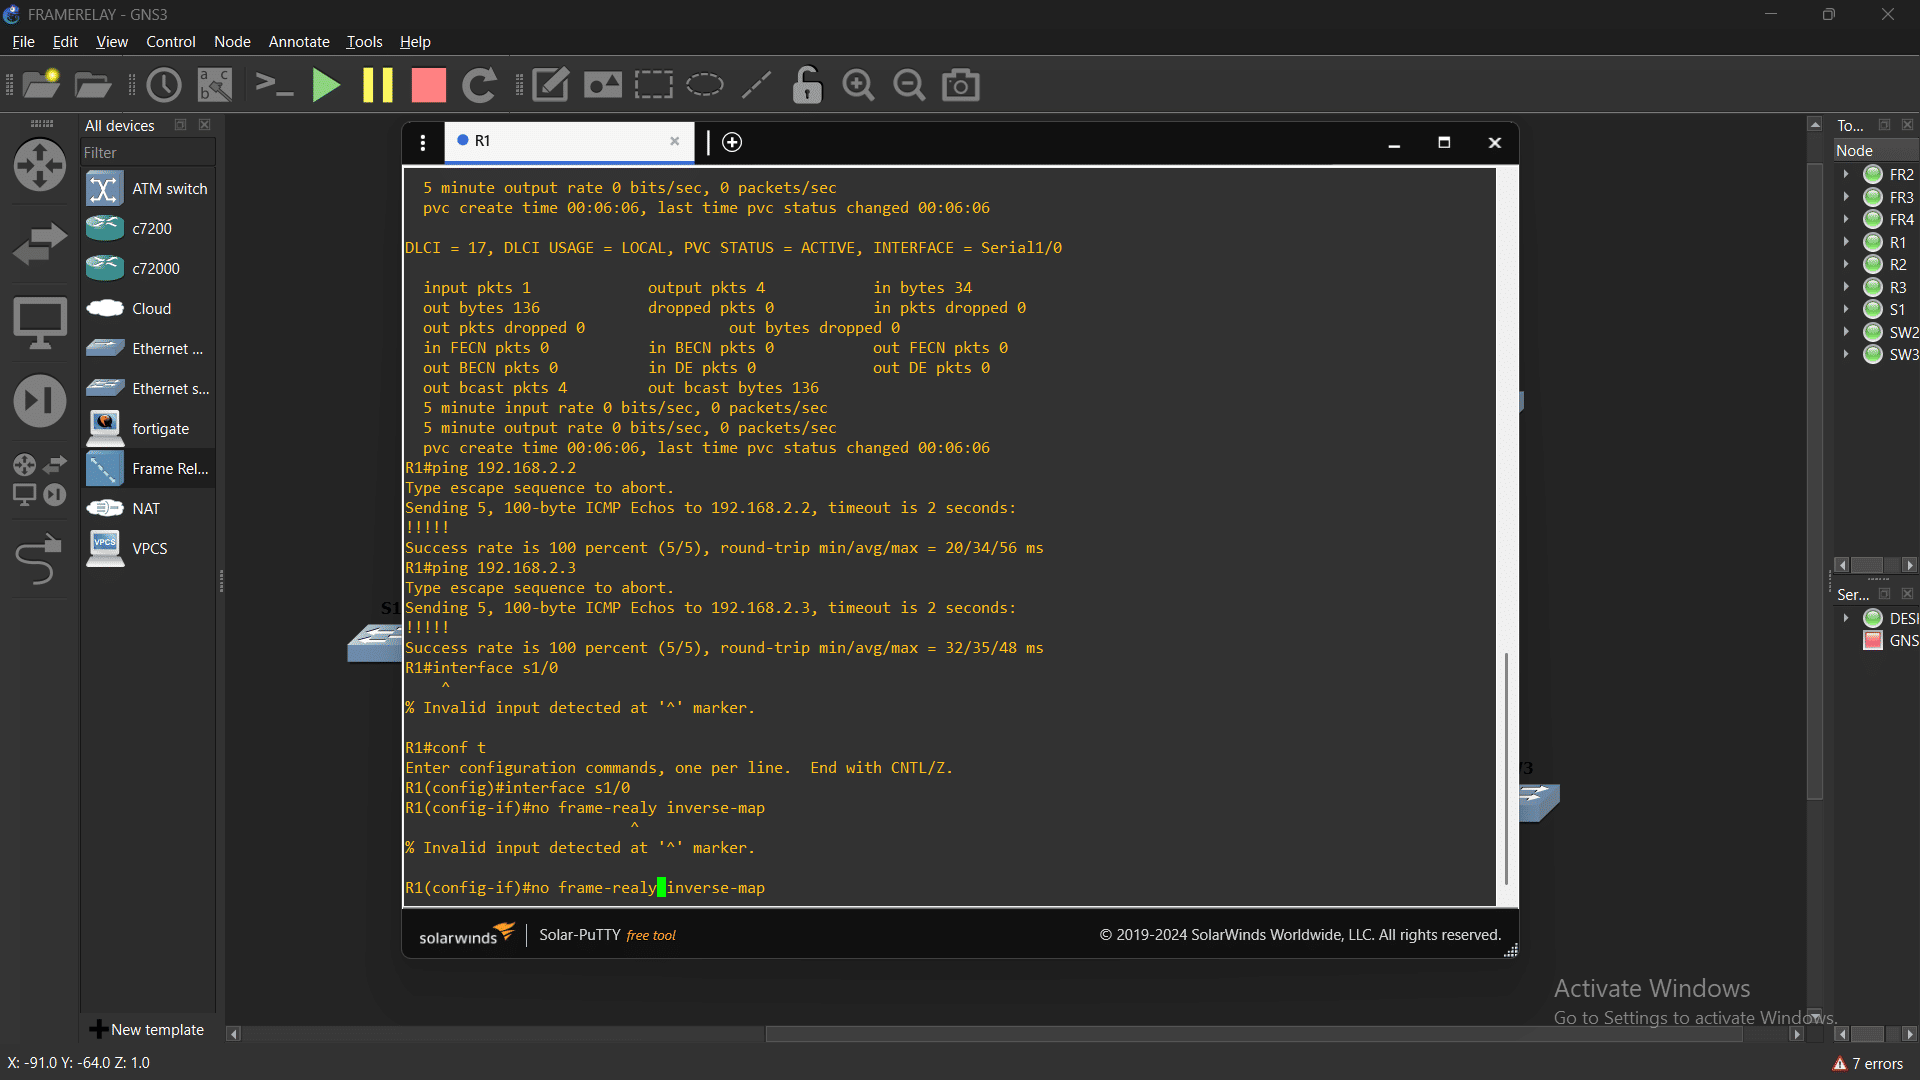 FRAMERELAY - GNS3
File Edit View Control Node Annotate Tools Help
All devices
Filter
ATM switch
c7200
c72000
Cloud
Ethernet ...
Ethernet s...
fortigate
Frame Rel...
NAT
VPCS
New template
R1
5 minute output rate 0 bits/sec, 0 packets/sec
pvc create time 00:06:06, last time pvc status changed 00:06:06
DLCI = 17, DLCI USAGE = LOCAL, PVC STATUS = ACTIVE, INTERFACE = Serial1/0
input pkts 1 output pkts 4 in bytes 34
out bytes 136 dropped pkts 0 in pkts dropped 0
out pkts dropped 0 out bytes dropped 0
in FECN pkts 0 in BECN pkts 0 out FECN pkts 0
out BECN pkts 0 in DE pkts 0 out DE pkts 0
out bcast pkts 4 out bcast bytes 136
5 minute input rate 0 bits/sec, 0 packets/sec
5 minute output rate 0 bits/sec, 0 packets/sec
pvc create time 00:06:06, last time pvc status changed 00:06:06
R1#ping 192.168.2.2
Type escape sequence to abort.
Sending 5, 100-byte ICMP Echos to 192.168.2.2, timeout is 2 seconds:
!!!!!
Success rate is 100 percent (5/5), round-trip min/avg/max = 20/34/56 ms
R1#ping 192.168.2.3
Type escape sequence to abort.
Sending 5, 100-byte ICMP Echos to 192.168.2.3, timeout is 2 seconds:
!!!!!
Success rate is 100 percent (5/5), round-trip min/avg/max = 32/35/48 ms
R1#interface s1/0
^
% Invalid input detected at '^' marker.
R1#conf t
Enter configuration commands, one per line.  End with CNTL/Z.
R1(config)#interface s1/0
R1(config-if)#no frame-realy inverse-map
^
% Invalid input detected at '^' marker.
R1(config-if)#no frame-realy inverse-map
solarwinds Solar-PuTTY free tool
© 2019-2024 SolarWinds Worldwide, LLC. All rights reserved.
S1
To...
Node
FR2
FR3
FR4
R1
R2
R3
S1
SW2
SW3
Ser...
DESI
GNS
Activate Windows
Go to Settings to activate Windows.
X: -91.0 Y: -64.0 Z: 1.0
7 errors